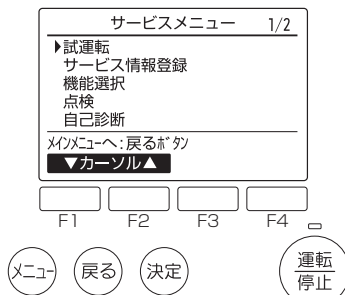 サービスメニュー 1/2
▶試運転
サービス情報登録
機能選択
点検
自己診断
ﾒｲﾝﾒﾆｭｰへ:戻るﾎﾞﾀﾝ
▼カーソル▲
F1 F2 F3 F4
メニュー 戻る 決定 運転
停止